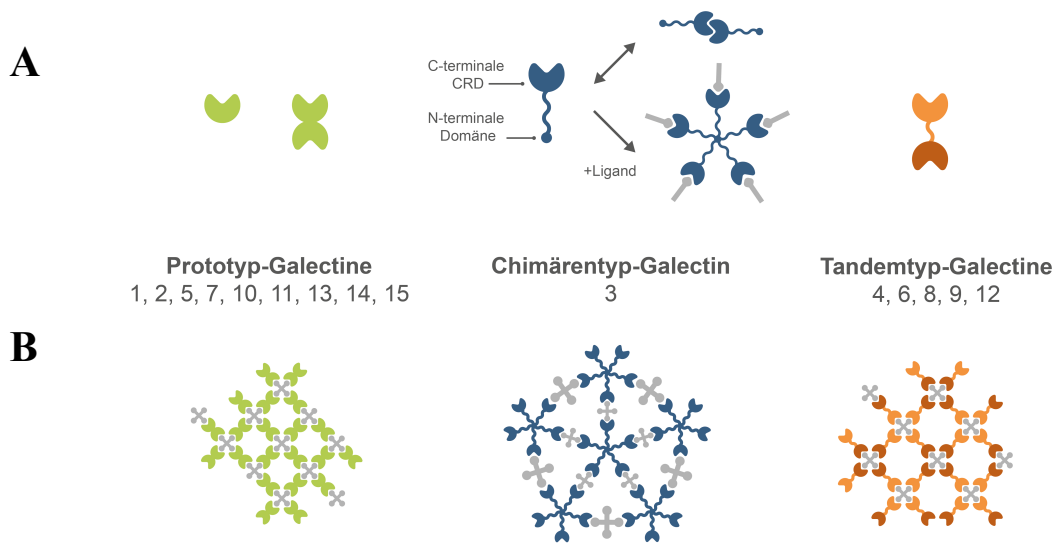 A
C-terminale
CRD
N-terminale
Domäne
+Ligand
Prototyp-Galectine
1, 2, 5, 7, 10, 11, 13, 14, 15
Chimärentyp-Galectin
3
Tandemtyp-Galectine
4, 6, 8, 9, 12
B